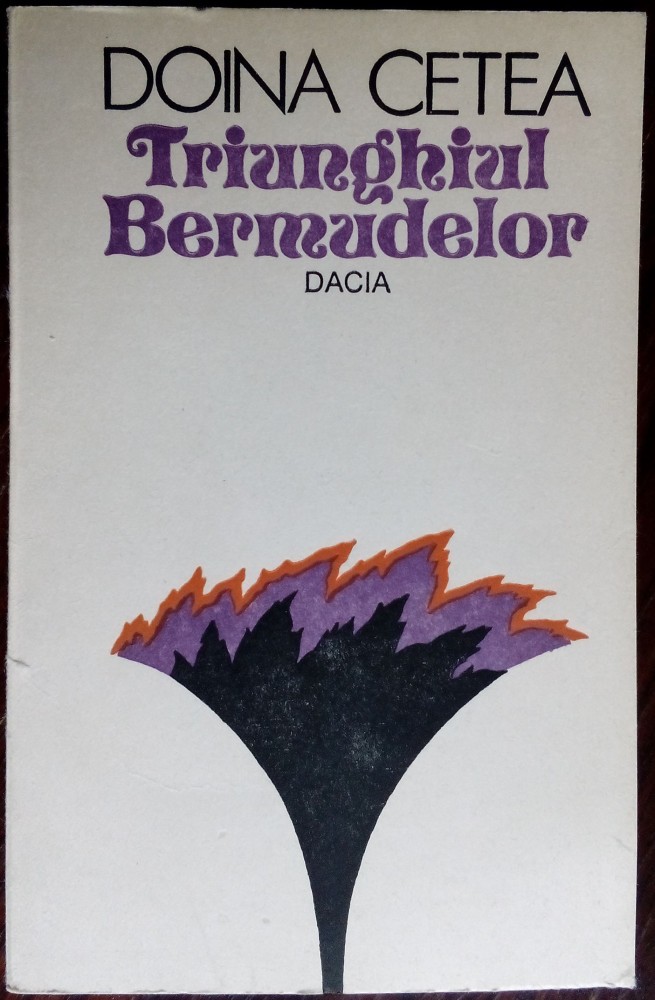 DOINA CETEA
Triunghiul
Bermudelor
DACIA